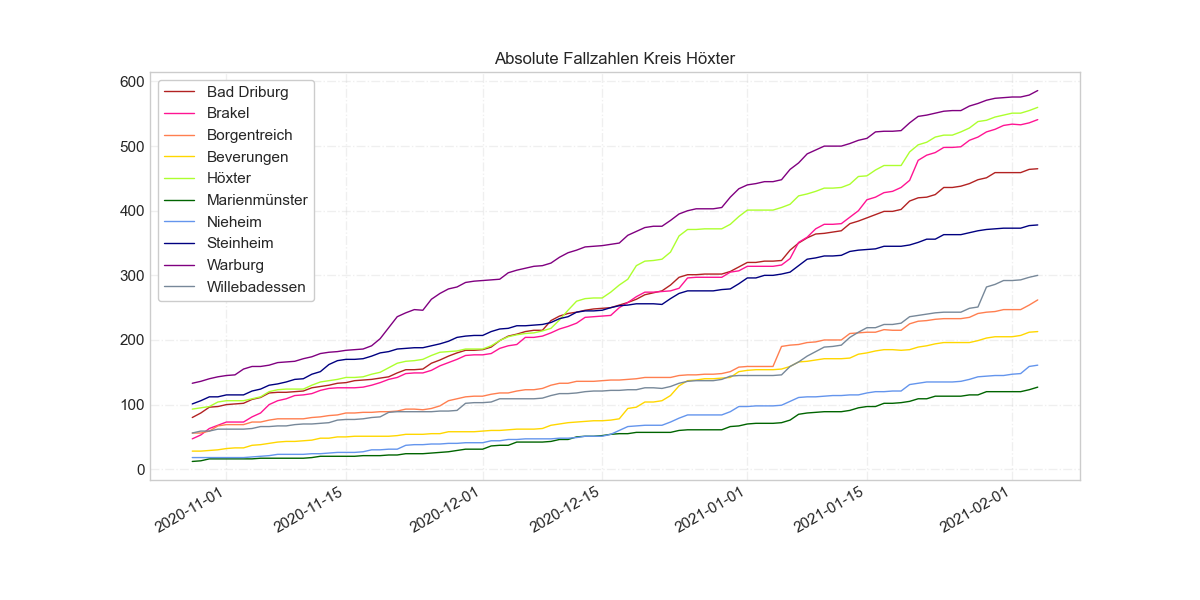 Absolute Fallzahlen Kreis Höxter
600
500
400
300
200
100
0
Bad Driburg
Brakel
Borgentreich
Beverungen
Höxter
Marienmünster
Nieheim
Steinheim
Warburg
Willebadessen
2020-11-01
2020-11-15
2020-12-01
2020-12-15
2021-01-01
2021-01-15
2021-02-01